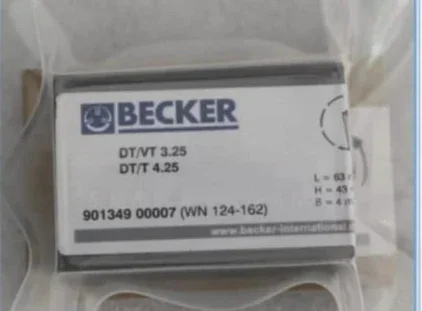 BECKER
DT/VT 3.25
DT/T 4.25
L = 63
H = 43
B = 4
901349 00007 (WN 124-162)
www.becker-international.